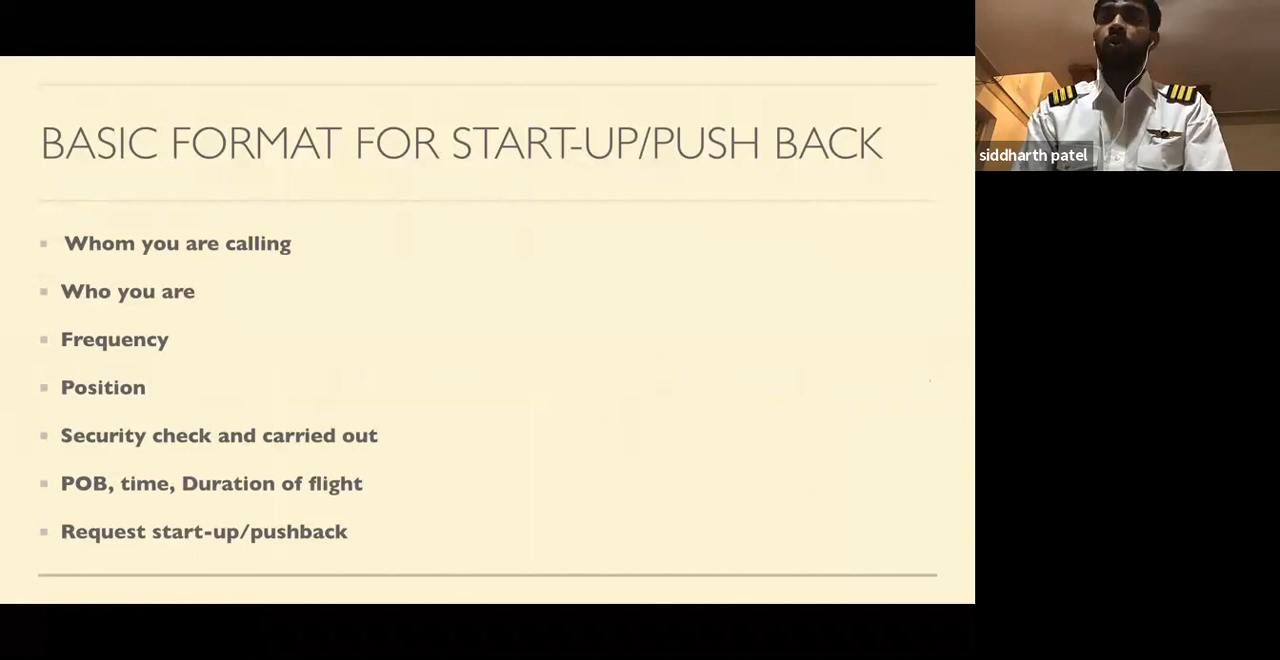 BASIC FORMAT FOR START-UP/PUSH BACK
Whom you are calling
Who you are
Frequency
Position
Security check and carried out
POB, time, Duration of flight
Request start-up/pushback
siddharth patel